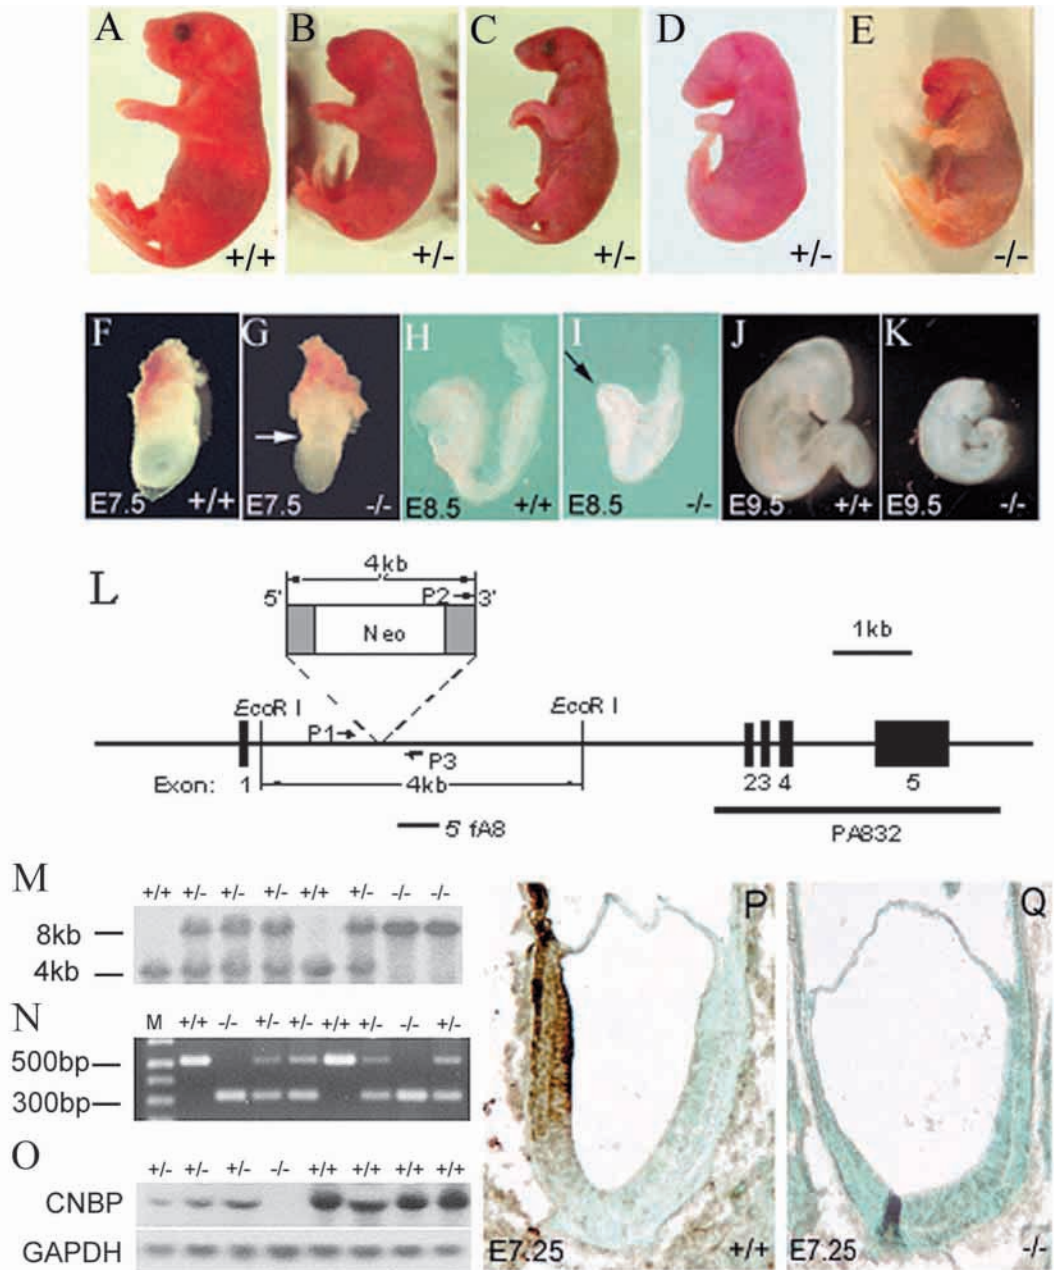 A B C D E
+/+ +/- +/- +/- -/-
F G H I J K
E7.5 +/+ E7.5 -/- E8.5 +/+ E8.5 -/- E9.5 +/+ E9.5 -/-
L
4kb
5' P2 3'
Neo
1kb
EcoR I EcoR I
P1
P3
Exon: 1 4kb 2 3 4 5
5' fA8 PA832
M
+/+ +/- +/- +/- +/+ +/- -/- -/-
8kb
4kb
N
M +/+ -/- +/- +/- +/+ +/- -/- +/-
500bp
300bp
O
+/- +/- +/- -/- +/+ +/+ +/+ +/+
CNBP
GAPDH
P Q
E7.25 +/+ E7.25 -/-